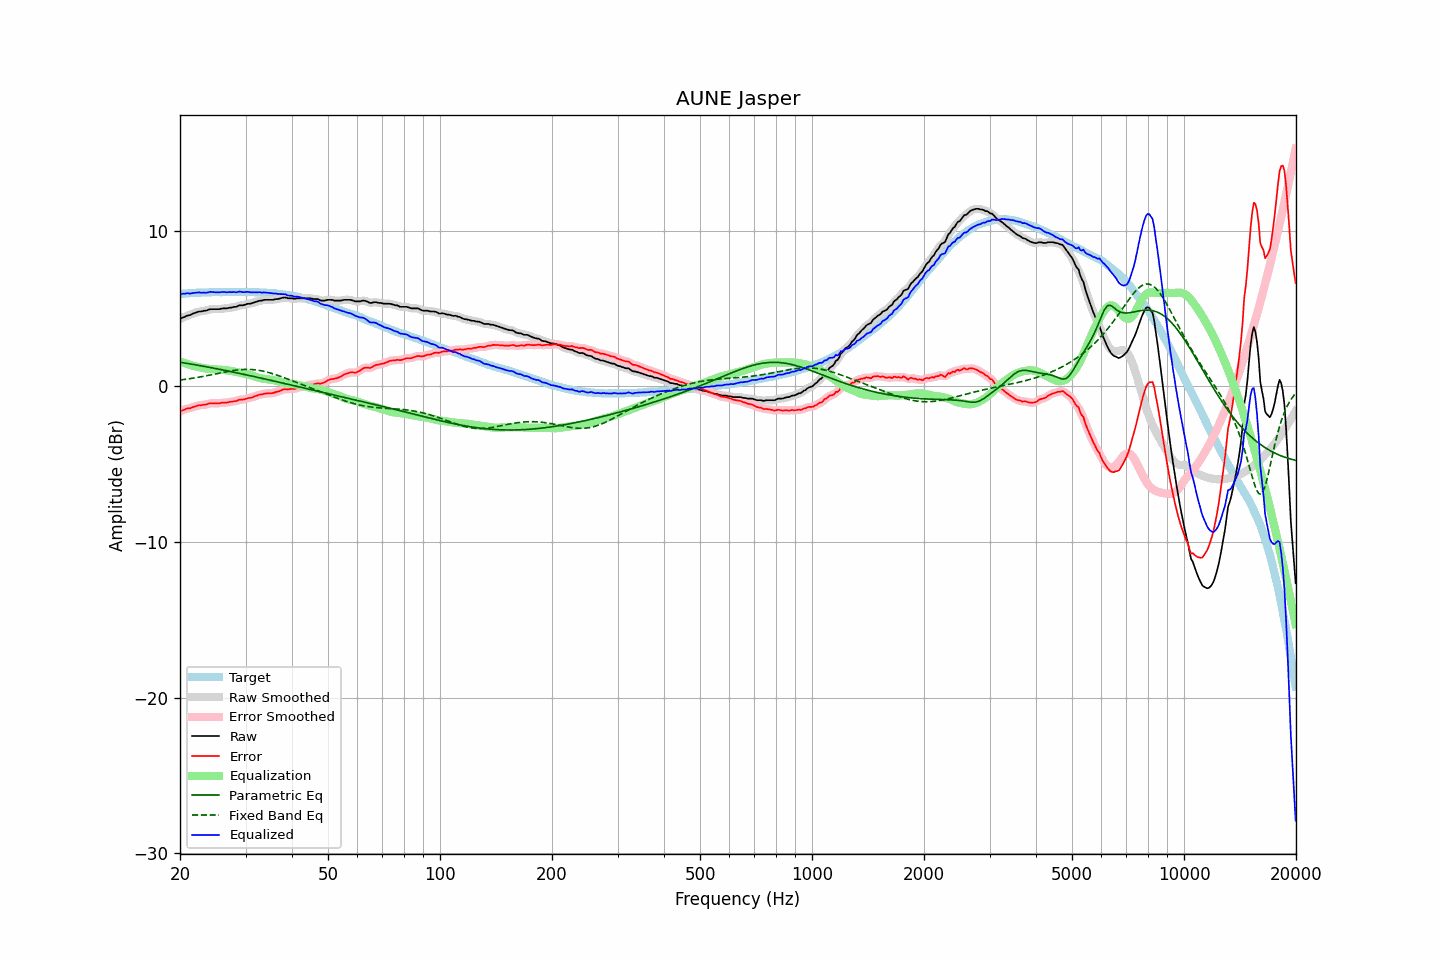 AUNE Jasper
Amplitude (dBr)
10
0
−10
−20
−30
Target
Raw Smoothed
Error Smoothed
Raw
Error
Equalization
Parametric Eq
Fixed Band Eq
Equalized
20 50 100 200 500 1000 2000 5000 10000 20000
Frequency (Hz)